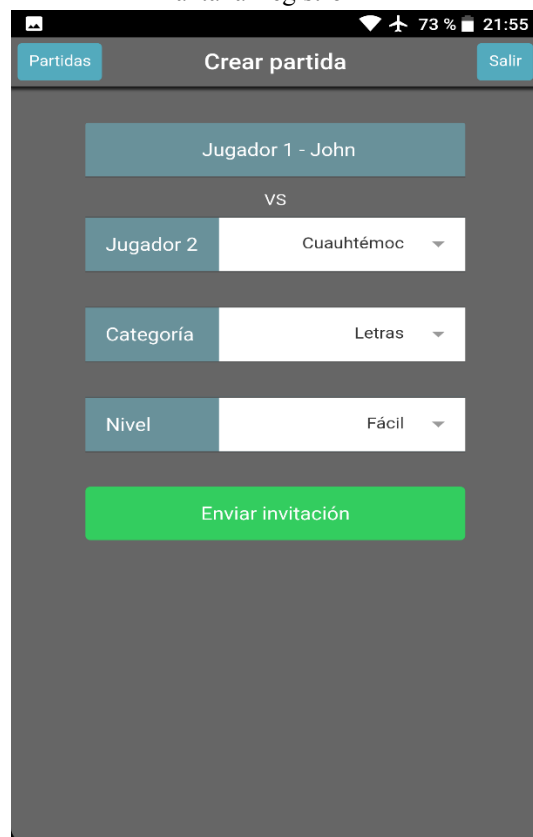 73 % 21:55
Partidas Crear partida Salir
Jugador 1 - John
vs
Jugador 2 Cuauhtémoc
Categoría Letras
Nivel Fácil
Enviar invitación